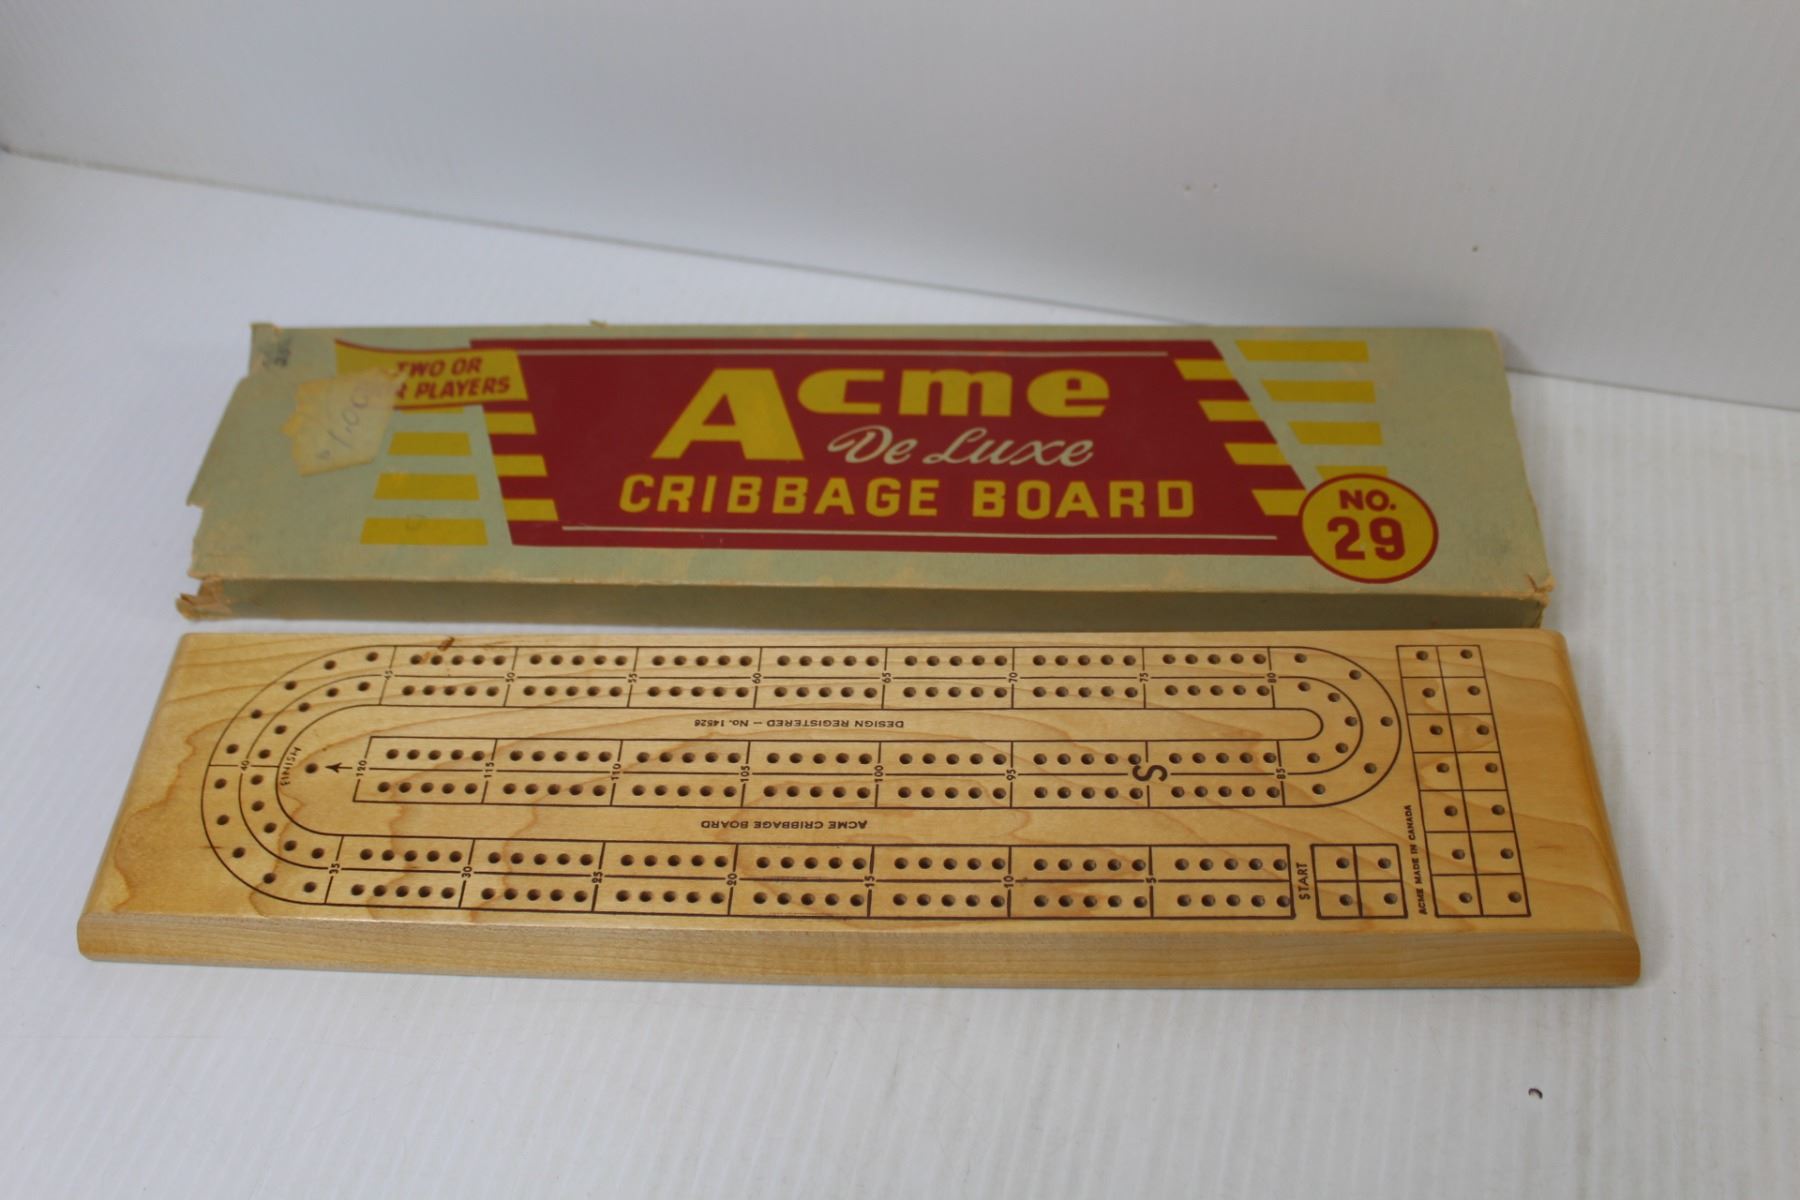 TWO OR
PLAYERS
1.00
Acme
De Luxe
CRIBBAGE BOARD
NO.
29
45 50 55 60 65 70 75 80
DESIGN REGISTERED – No. 14526
40
FINISH
120 115 110 105 100 95 S 85
ACME CRIBBAGE BOARD
35 30 25 20 15 10 5
START
ACME MADE IN CANADA